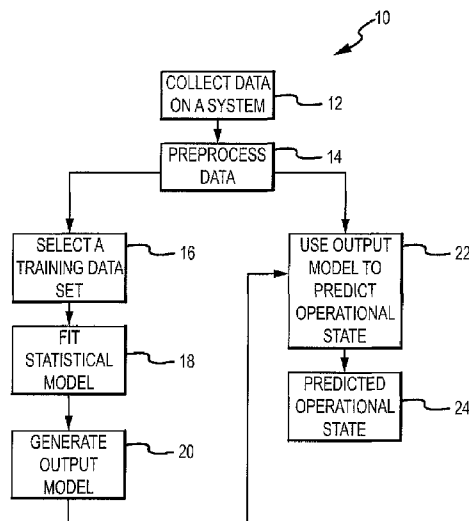 10
COLLECT DATA
ON A SYSTEM
12
PREPROCESS
DATA
14
SELECT A
TRAINING DATA
SET
16
FIT
STATISTICAL
MODEL
18
GENERATE
OUTPUT
MODEL
20
USE OUTPUT
MODEL TO
PREDICT
OPERATIONAL
STATE
22
PREDICTED
OPERATIONAL
STATE
24